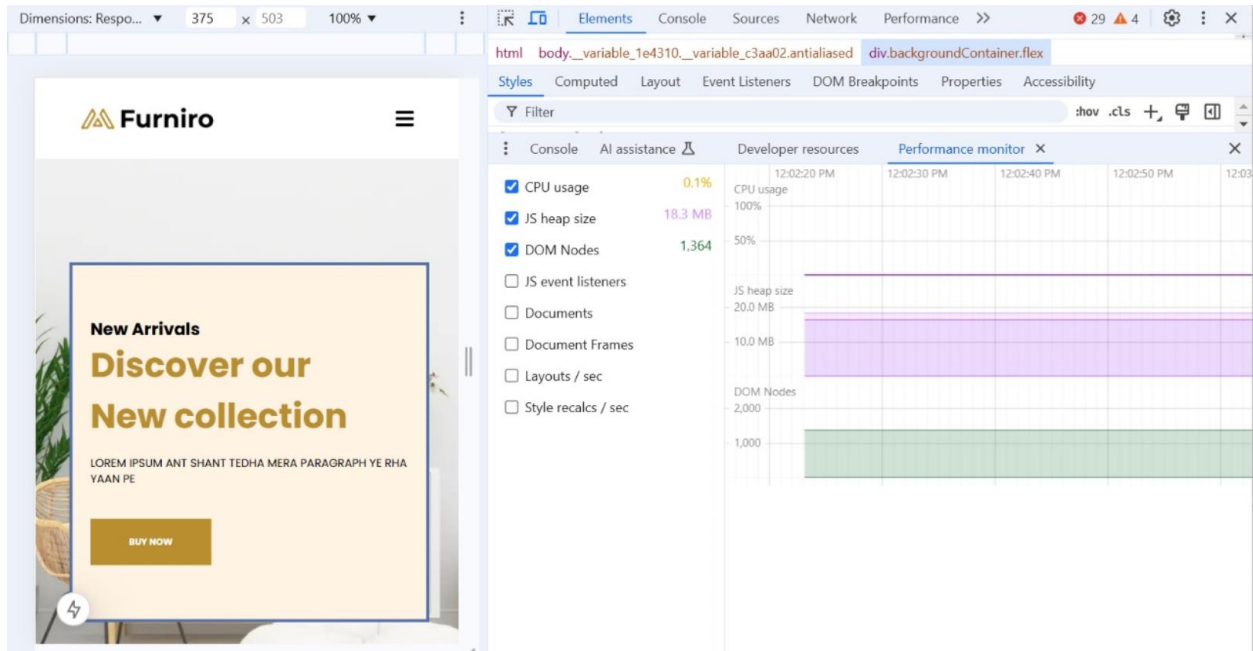 Dimensions: Respo... ▼ 375 x 503 100% ▼
Elements Console Sources Network Performance >> 29 4
html body.__variable_1e4310.__variable_c3aa02.antialiased div.backgroundContainer.flex
Styles Computed Layout Event Listeners DOM Breakpoints Properties Accessibility
Filter :hov .cls
Console AI assistance Developer resources Performance monitor
Furniro
New Arrivals
Discover our
New collection
LOREM IPSUM ANT SHANT TEDHA MERA PARAGRAPH YE RHA
YAAN PE
BUY NOW
CPU usage 0.1%
JS heap size 18.3 MB
DOM Nodes 1,364
JS event listeners
Documents
Document Frames
Layouts / sec
Style recalcs / sec
12:02:20 PM 12:02:30 PM 12:02:40 PM 12:02:50 PM 12:03
CPU usage
100%
50%
JS heap size
20.0 MB
10.0 MB
DOM Nodes
2,000
1,000